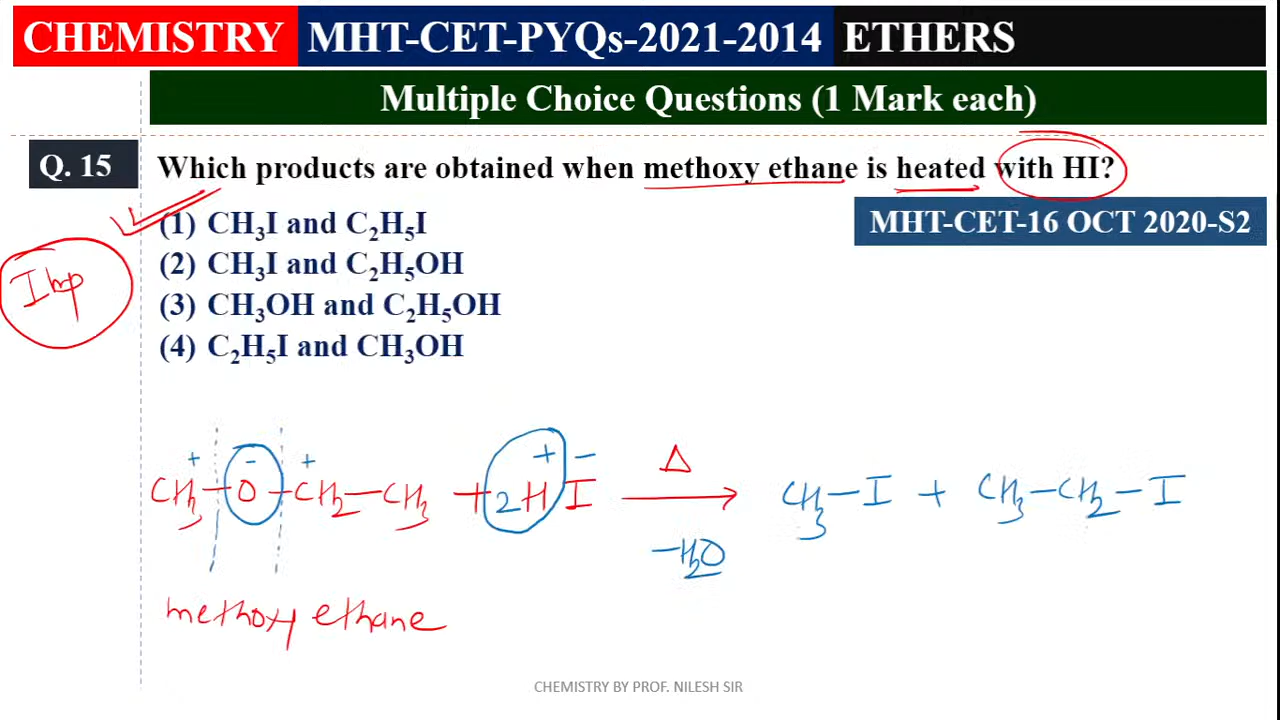 CHEMISTRY MHT-CET-PYQs-2021-2014 ETHERS
Multiple Choice Questions (1 Mark each)
Q. 15 Which products are obtained when methoxy ethane is heated with HI?
MHT-CET-16 OCT 2020-S2
(1) CH₃I and C₂H₅I
(2) CH₃I and C₂H₅OH
(3) CH₃OH and C₂H₅OH
(4) C₂H₅I and CH₃OH
Imp
+ - + + - Δ
CH₃-O-CH₂-CH₃ + 2HI → CH₃-I + CH₃-CH₂-I
-H₂O
methoxy ethane
CHEMISTRY BY PROF. NILESH SIR